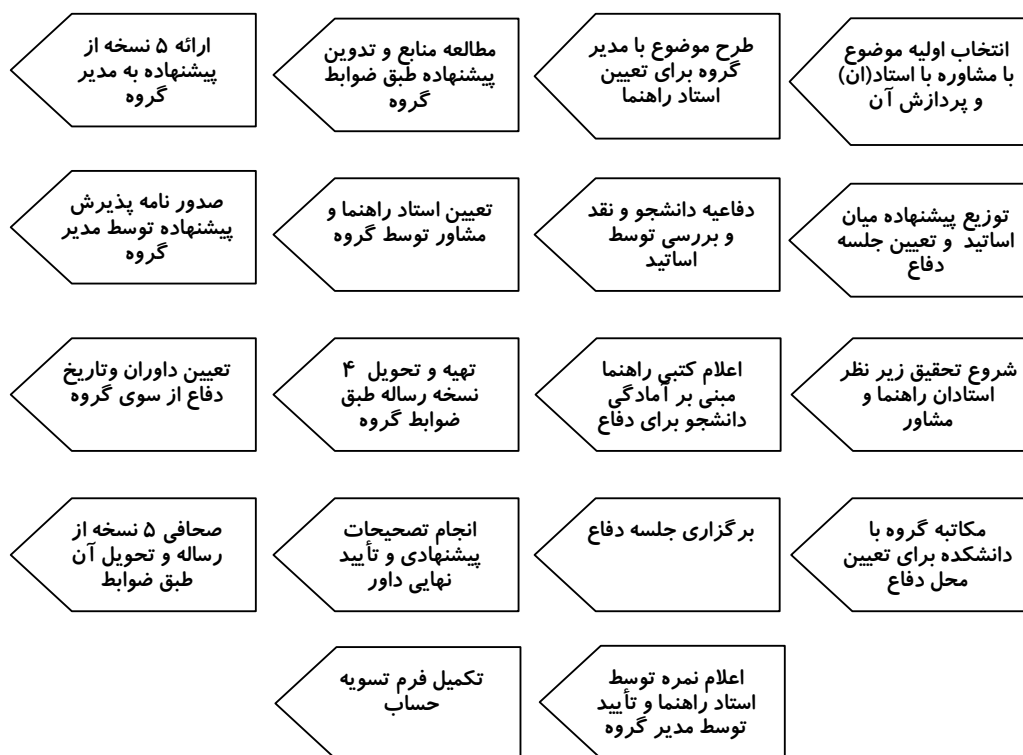 انتخاب اولیه موضوع
با مشاوره با استاد(ان)
و پردازش آن
طرح موضوع با مدیر
گروه برای تعیین
استاد راهنما
مطالعه منابع و تدوین
پیشنهاده طبق ضوابط
گروه
ارائه ۵ نسخه از
پیشنهاده به مدیر
گروه
توزیع پیشنهاده میان
اساتید و تعیین جلسه
دفاع
دفاعیه دانشجو و نقد
و بررسی توسط
اساتید
تعیین استاد راهنما و
مشاور توسط گروه
صدور نامه پذیرش
پیشنهاده توسط مدیر
گروه
شروع تحقیق زیر نظر
استادان راهنما و
مشاور
اعلام کتبی راهنما
مبنی بر آمادگی
دانشجو برای دفاع
تهیه و تحویل ۴
نسخه رساله طبق
ضوابط گروه
تعیین داوران وتاریخ
دفاع از سوی گروه
مکاتبه گروه با
دانشکده برای تعیین
محل دفاع
برگزاری جلسه دفاع
انجام تصحیحات
پیشنهادی و تأیید
نهایی داور
صحافی ۵ نسخه از
رساله و تحویل آن
طبق ضوابط
اعلام نمره توسط
استاد راهنما و تأیید
توسط مدیر گروه
تکمیل فرم تسویه
حساب